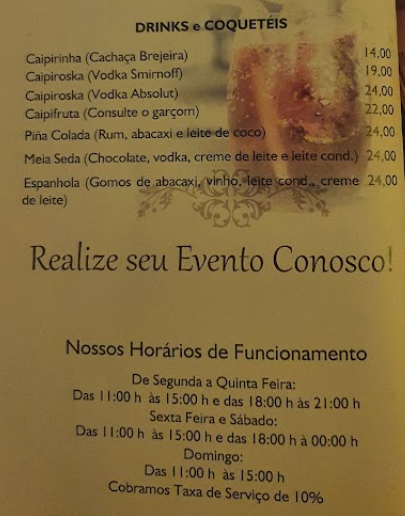 DRINKS e COQUETÉIS
Caipirinha (Cachaça Brejeira) 14,00
Caipiroska (Vodka Smirnoff) 19,00
Caipiroska (Vodka Absolut) 24,00
Caipifruta (Consulte o garçom) 22,00
Piña Colada (Rum, abacaxi e leite de coco) 24,00
Meia Seda (Chocolate, vodka, creme de leite e leite cond.) 24,00
Espanhola (Gomos de abacaxi, vinho, leite cond., creme 24,00
de leite)
Realize seu Evento Conosco!
Nossos Horários de Funcionamento
De Segunda a Quinta Feira:
Das 11:00 h às 15:00 h e das 18:00 h às 21:00 h
Sexta Feira e Sábado:
Das 11:00 h às 15:00 h e das 18:00 h à 00:00 h
Domingo:
Das 11:00 h às 15:00 h
Cobramos Taxa de Serviço de 10%